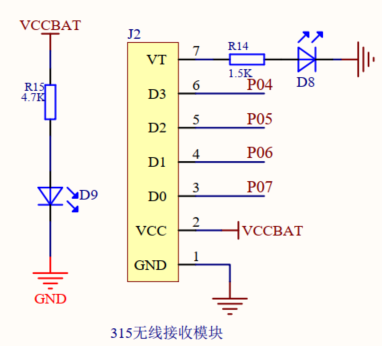 VCCBAT
R15
4.7K
D9
GND
J2
VT 7
R14
1.5K
D8
D3 6 P04
D2 5 P05
D1 4 P06
D0 3 P07
VCC 2 VCCBAT
GND 1
315无线接收模块